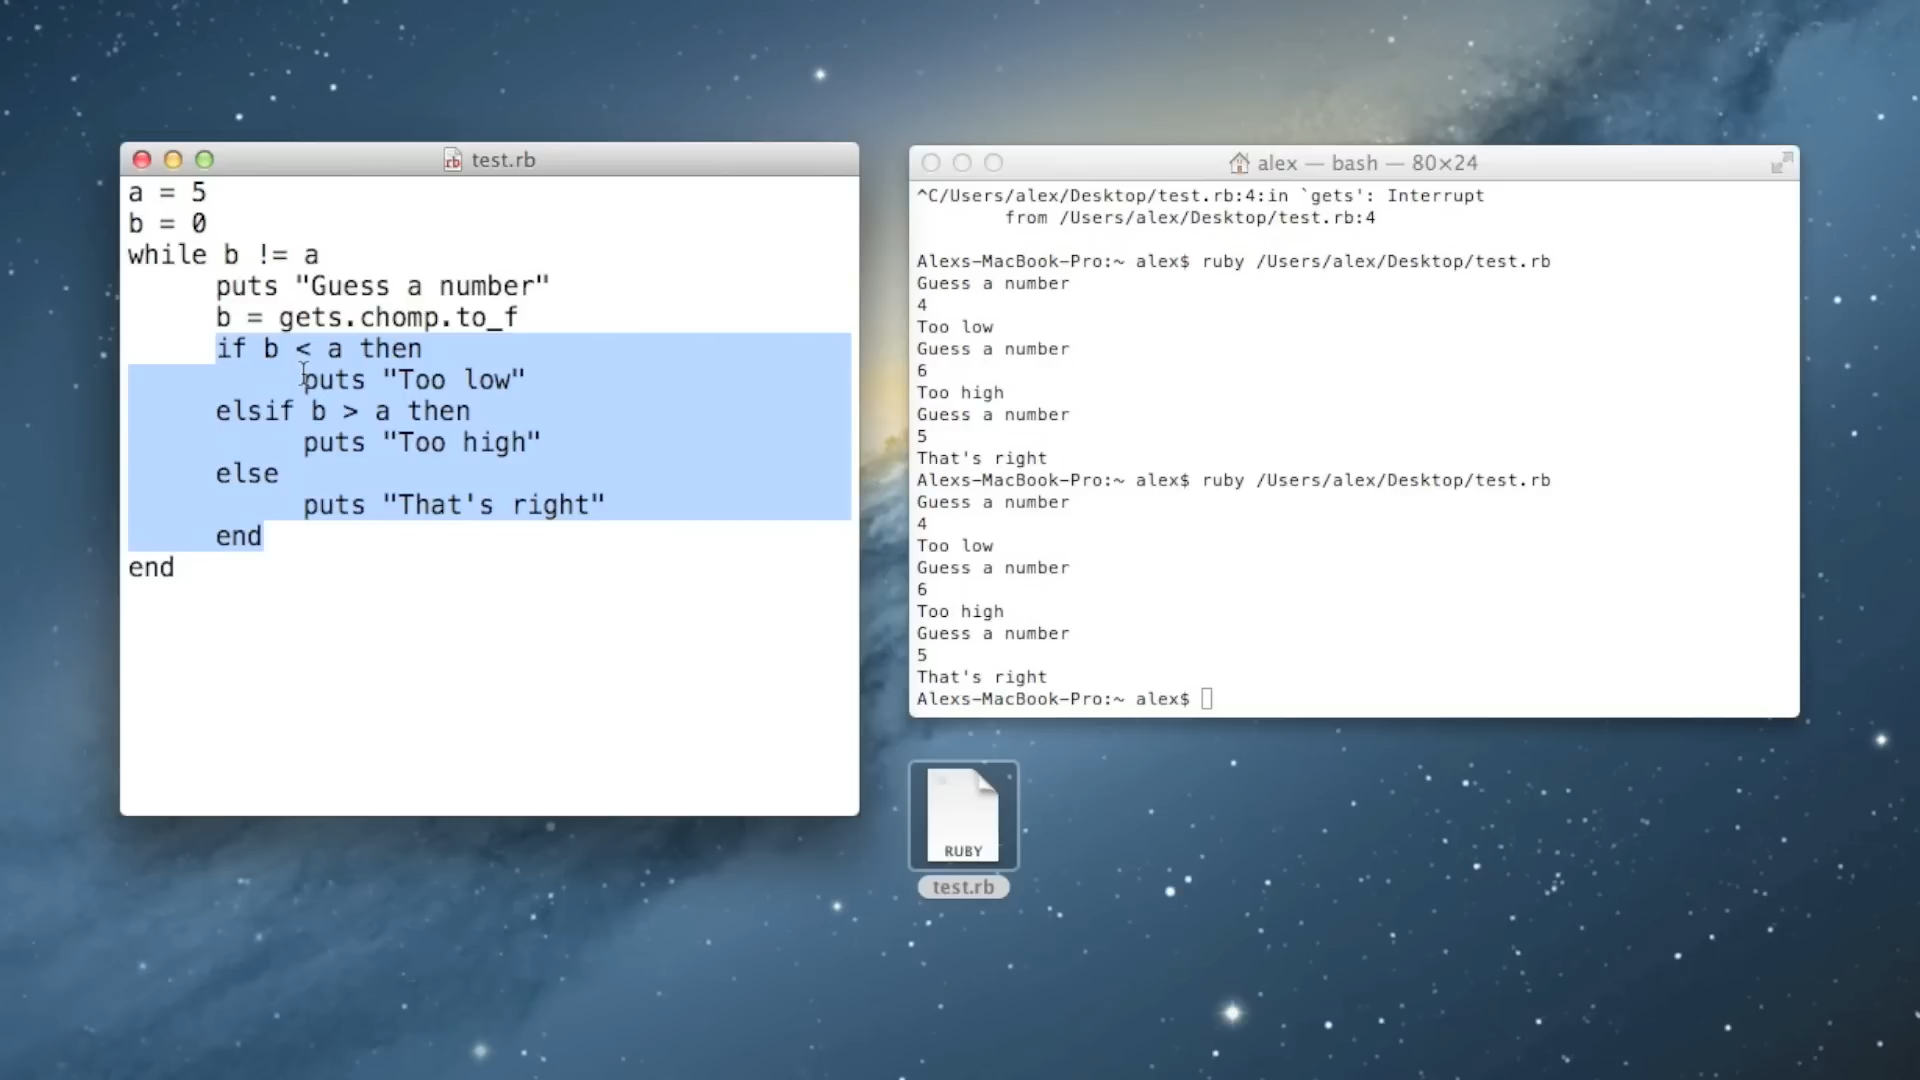 test.rb
a = 5
b = 0
while b != a
puts "Guess a number"
b = gets.chomp.to_f
if b < a then
puts "Too low"
elsif b > a then
puts "Too high"
else
puts "That's right"
end
end
alex — bash — 80×24
^C/Users/alex/Desktop/test.rb:4:in `gets': Interrupt
from /Users/alex/Desktop/test.rb:4
Alexs-MacBook-Pro:~ alex$ ruby /Users/alex/Desktop/test.rb
Guess a number
4
Too low
Guess a number
6
Too high
Guess a number
5
That's right
Alexs-MacBook-Pro:~ alex$ ruby /Users/alex/Desktop/test.rb
Guess a number
4
Too low
Guess a number
6
Too high
Guess a number
5
That's right
Alexs-MacBook-Pro:~ alex$
RUBY
test.rb